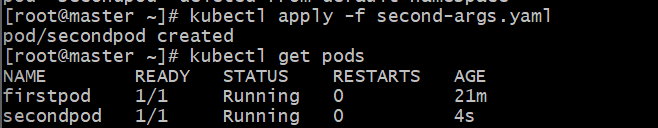 [root@master ~]# kubectl apply -f second-args.yaml
pod/secondpod created
[root@master ~]# kubectl get pods
NAME READY STATUS RESTARTS AGE
firstpod 1/1 Running 0 21m
secondpod 1/1 Running 0 4s